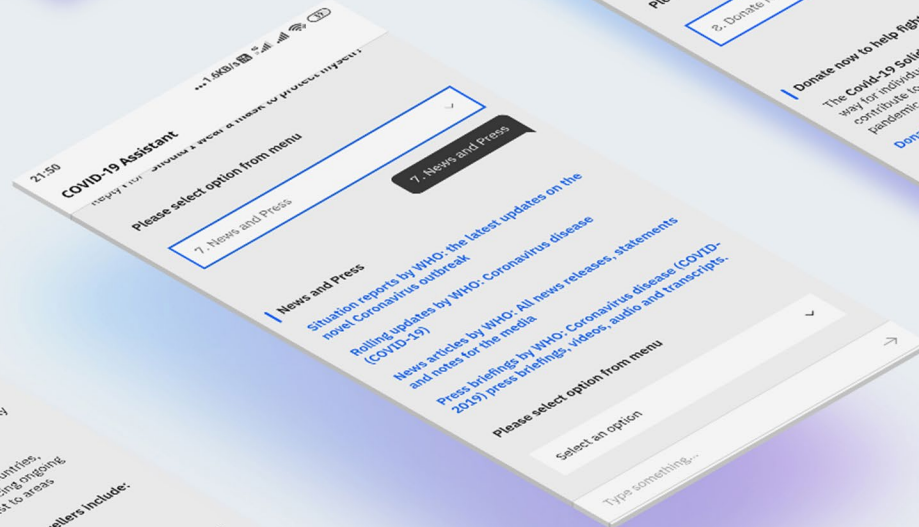 21:50
...1.6KB/s
COVID-19 Assistant
Reply For "Should I wear a mask to protect myself?
Please select option from menu
7. News and Press
7. News and Press
News and Press
Situation reports by WHO: the latest updates on the
novel Coronavirus outbreak
Rolling updates by WHO: Coronavirus disease
(COVID-19)
News articles by WHO: All news releases, statements
and notes for the media
Press briefings by WHO: Coronavirus disease (COVID-
2019) press briefings, videos, audio and transcripts.
Please select option from menu
Select an option
Type something...
8. Donate
Donate now to help figh
The Covid-19 Soli
way for individ
contribute to
pandemic
Don
untries,
cing ongoing
st to areas
ellers include: